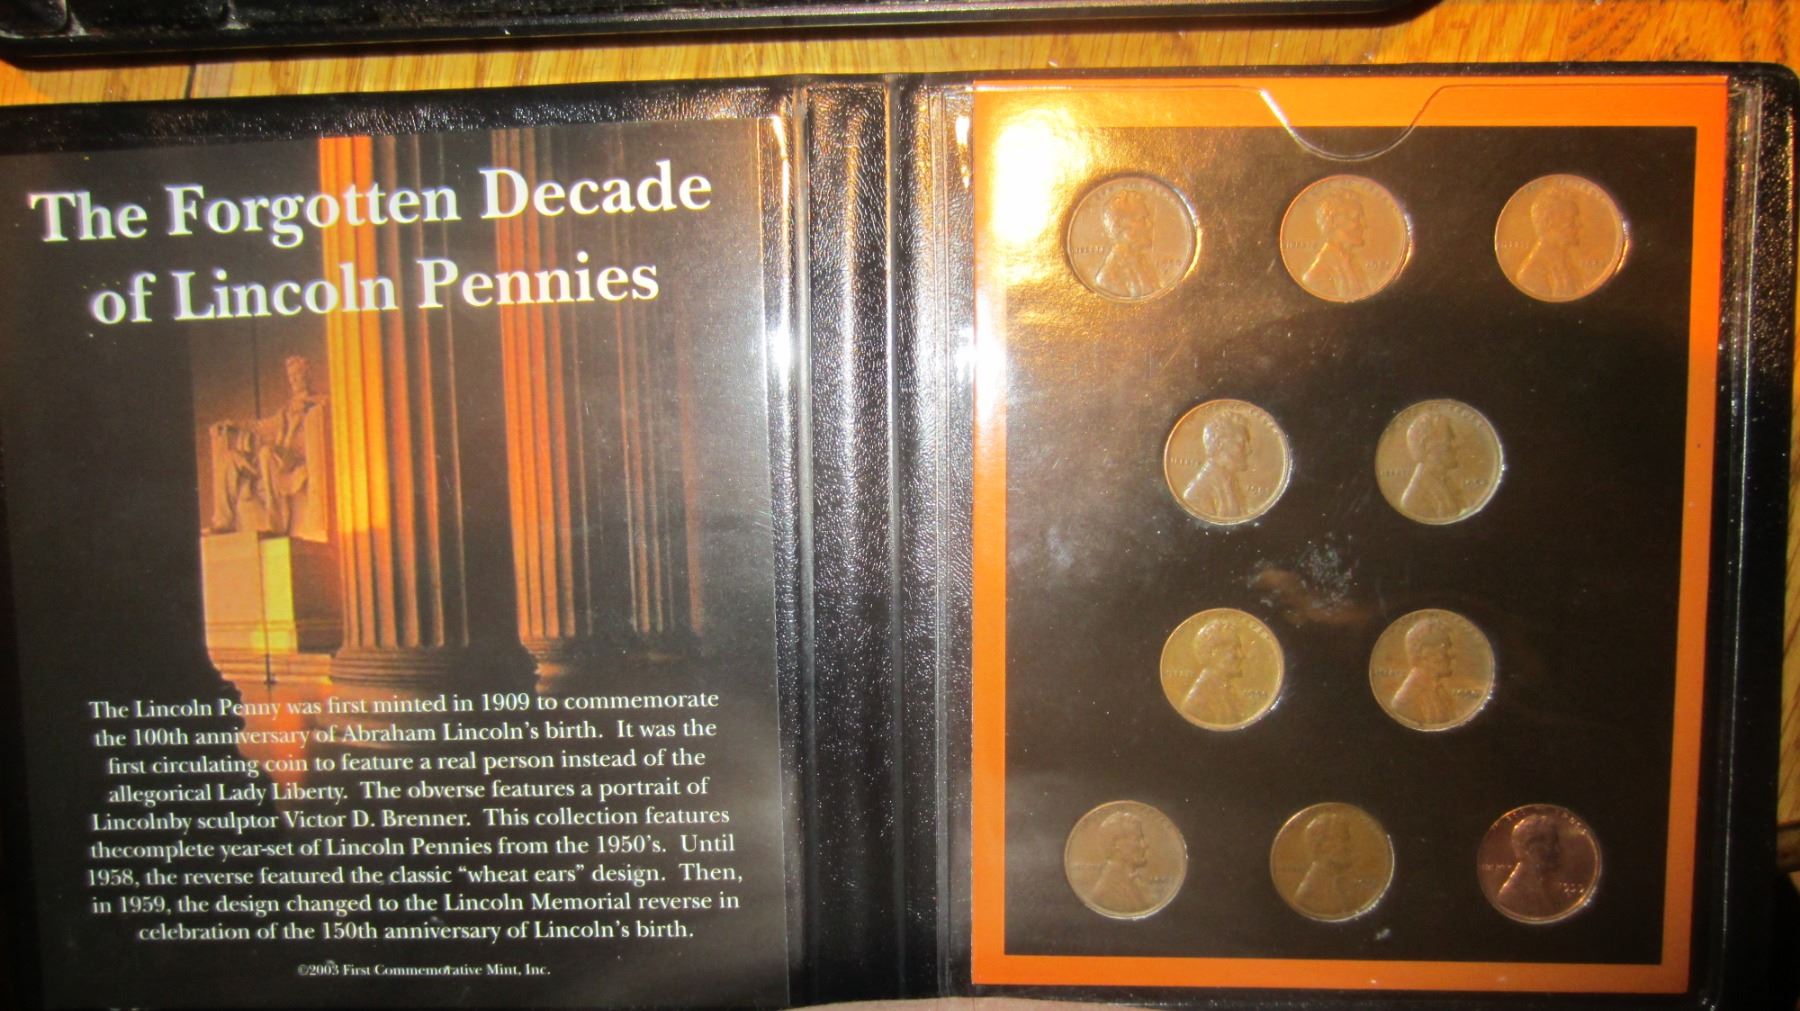 The Forgotten Decade
of Lincoln Pennies
The Lincoln Penny was first minted in 1909 to commemorate
the 100th anniversary of Abraham Lincoln's birth. It was the
first circulating coin to feature a real person instead of the
allegorical Lady Liberty. The obverse features a portrait of
Lincolnby sculptor Victor D. Brenner. This collection features
thecomplete year-set of Lincoln Pennies from the 1950's. Until
1958, the reverse featured the classic “wheat ears” design. Then,
in 1959, the design changed to the Lincoln Memorial reverse in
celebration of the 150th anniversary of Lincoln's birth.
©2003 First Commemorative Mint, Inc.